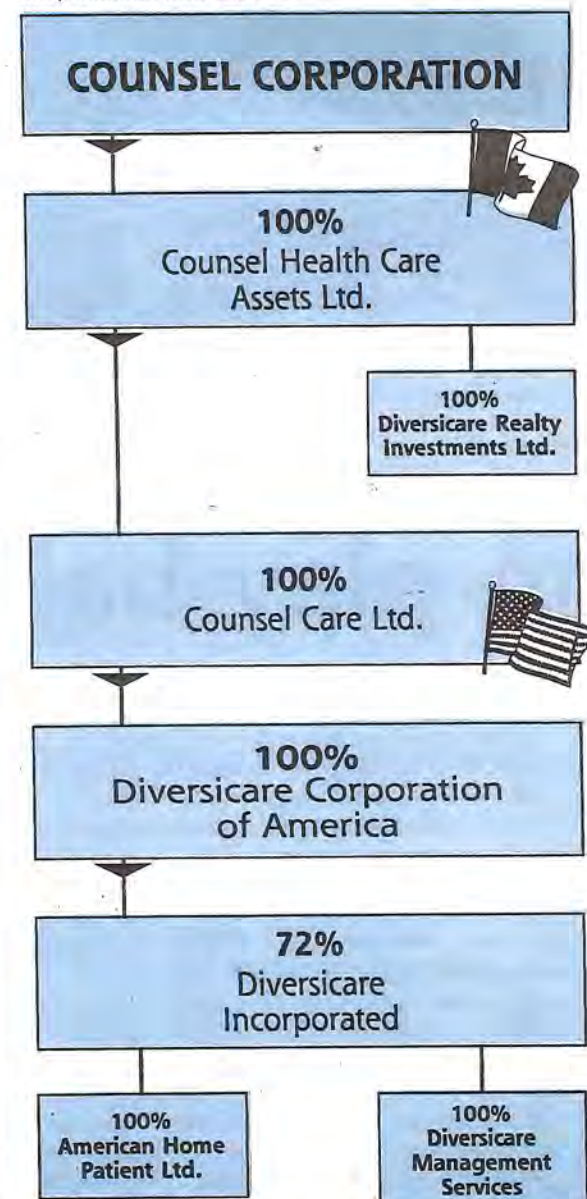 COUNSEL CORPORATION
100%
Counsel Health Care
Assets Ltd.
100%
Diversicare Realty
Investments Ltd.
100%
Counsel Care Ltd.
100%
Diversicare Corporation
of America
72%
Diversicare
Incorporated
100%
American Home
Patient Ltd.
100%
Diversicare
Management
Services